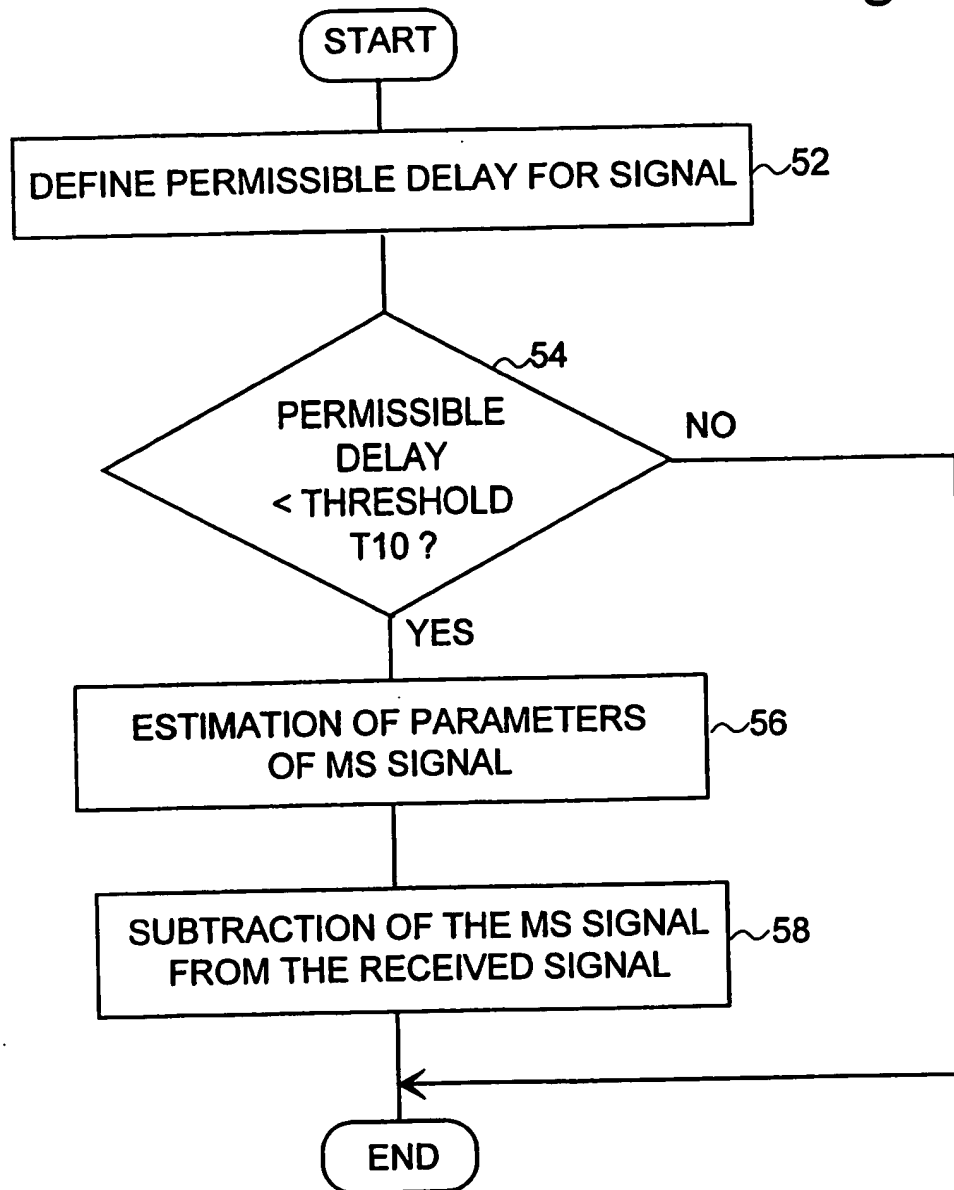 START
DEFINE PERMISSIBLE DELAY FOR SIGNAL
52
54
PERMISSIBLE
DELAY
< THRESHOLD
T10 ?
NO
YES
ESTIMATION OF PARAMETERS
OF MS SIGNAL
56
SUBTRACTION OF THE MS SIGNAL
FROM THE RECEIVED SIGNAL
58
END